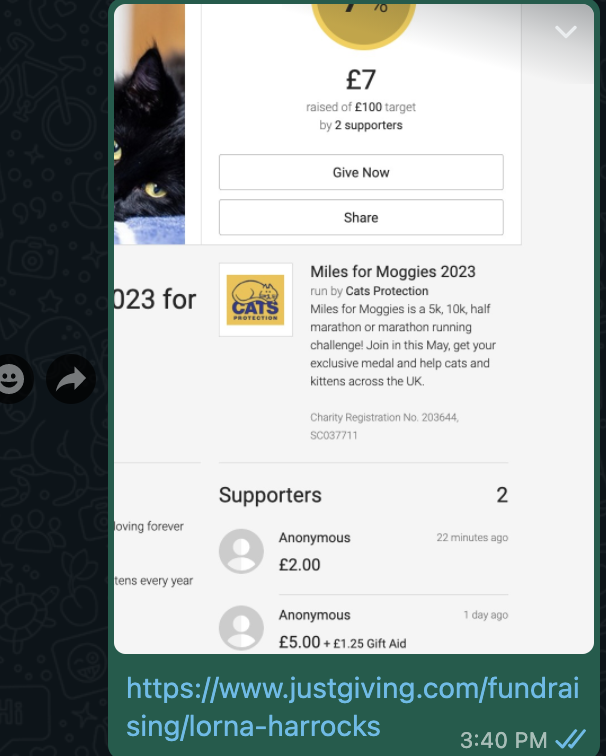 7 %
£7
raised of £100 target
by 2 supporters
Give Now
Share
023 for
CATS
PROTECTION
Miles for Moggies 2023
run by Cats Protection
Miles for Moggies is a 5k, 10k, half
marathon or marathon running
challenge! Join in this May, get your
exclusive medal and help cats and
kittens across the UK.
Charity Registration No. 203644,
SC037711
Supporters 2
loving forever
Anonymous 22 minutes ago
£2.00
tens every year
Anonymous 1 day ago
£5.00 + £1.25 Gift Aid
https://www.justgiving.com/fundrai
sing/lorna-harrocks
3:40 PM
Hi